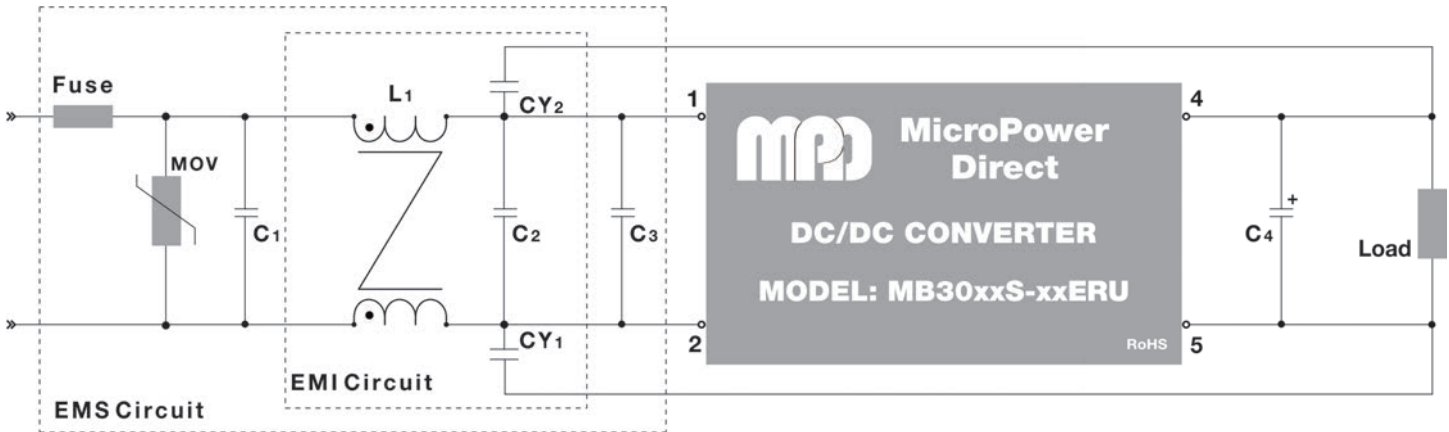 Fuse
MOV
C1
L1
CY2
C2
C3
CY1
EMI Circuit
EMS Circuit
1
2
MPD
MicroPower
Direct
DC/DC CONVERTER
MODEL: MB30xxS-xxERU
RoHS
4
5
+
C4
Load